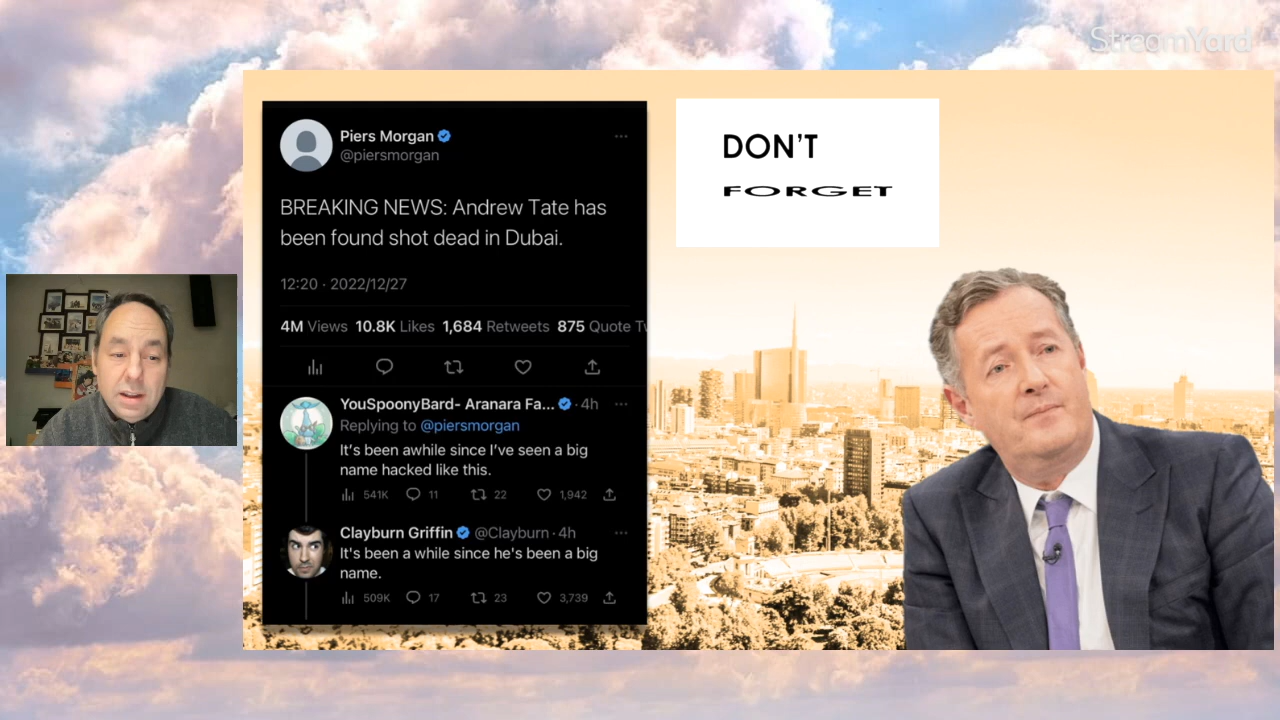 StreamYard
Piers Morgan
@piersmorgan
BREAKING NEWS: Andrew Tate has
been found shot dead in Dubai.
12:20 · 2022/12/27
4M Views 10.8K Likes 1,684 Retweets 875 Quote
YouSpoonyBard- Aranara Fa... · 4h
Replying to @piersmorgan
It's been awhile since I've seen a big
name hacked like this.
541K 11 22 1,942
Clayburn Griffin @Clayburn · 4h
It's been a while since he's been a big
name.
509K 17 23 3,739
DON'T
FORGET